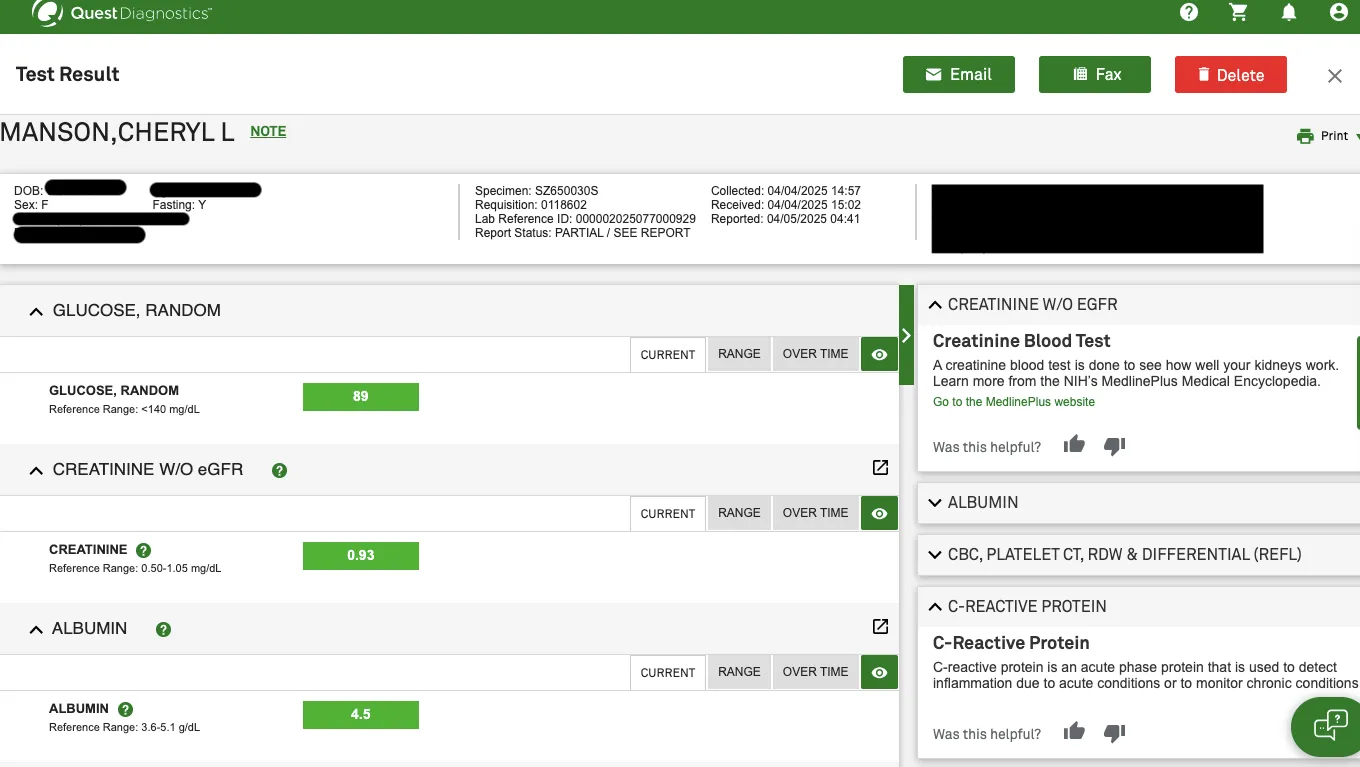 Quest Diagnostics™
Test Result
Email
Fax
Delete
MANSON,CHERYL L NOTE
Print
DOB:
Sex: F Fasting: Y
Specimen: SZ650030S
Requisition: 0118602
Lab Reference ID: 000002025077000929
Report Status: PARTIAL / SEE REPORT
Collected: 04/04/2025 14:57
Received: 04/04/2025 15:02
Reported: 04/05/2025 04:41
GLUCOSE, RANDOM
CURRENT RANGE OVER TIME
GLUCOSE, RANDOM 89
Reference Range: <140 mg/dL
CREATININE W/O eGFR ?
CURRENT RANGE OVER TIME
CREATININE ? 0.93
Reference Range: 0.50-1.05 mg/dL
ALBUMIN ?
CURRENT RANGE OVER TIME
ALBUMIN ? 4.5
Reference Range: 3.6-5.1 g/dL
CREATININE W/O EGFR
Creatinine Blood Test
A creatinine blood test is done to see how well your kidneys work.
Learn more from the NIH's MedlinePlus Medical Encyclopedia.
Go to the MedlinePlus website
Was this helpful?
ALBUMIN
CBC, PLATELET CT, RDW & DIFFERENTIAL (REFL)
C-REACTIVE PROTEIN
C-Reactive Protein
C-reactive protein is an acute phase protein that is used to detect
inflammation due to acute conditions or to monitor chronic conditions
Was this helpful?